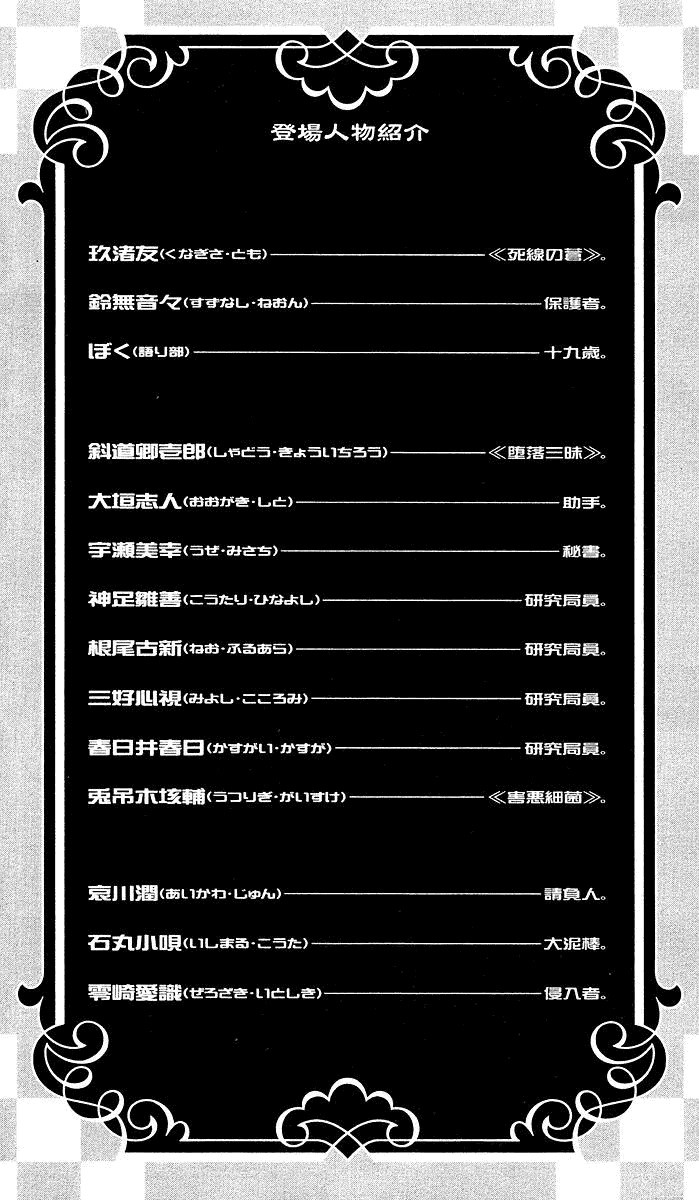 登場人物紹介
玖渚友(くなぎさ・とも)―《死線の蒼》。
鈴無音々(すずなし・ねおん)―保護者。
ぼく(語り部)―十九歳。
斜道卿壱郎(しゃどう・きょういちろう)―《堕落三昧》。
大垣志人(おおがき・しと)―助手。
宇瀬美幸(うぜ・みさち)―秘書。
神足雛善(こうたり・ひなよし)―研究局員。
根尾古新(ねお・ふるあら)―研究局員。
三好心視(みよし・こころみ)―研究局員。
春日井春日(かすがい・かすが)―研究局員。
兎吊木垓輔(うつりぎ・がいすけ)―《害悪細菌》。
哀川潤(あいかわ・じゅん)―請負人。
石丸小唄(いしまる・こうた)―大泥棒。
零崎愛識(ぜろざき・いとしき)―侵入者。